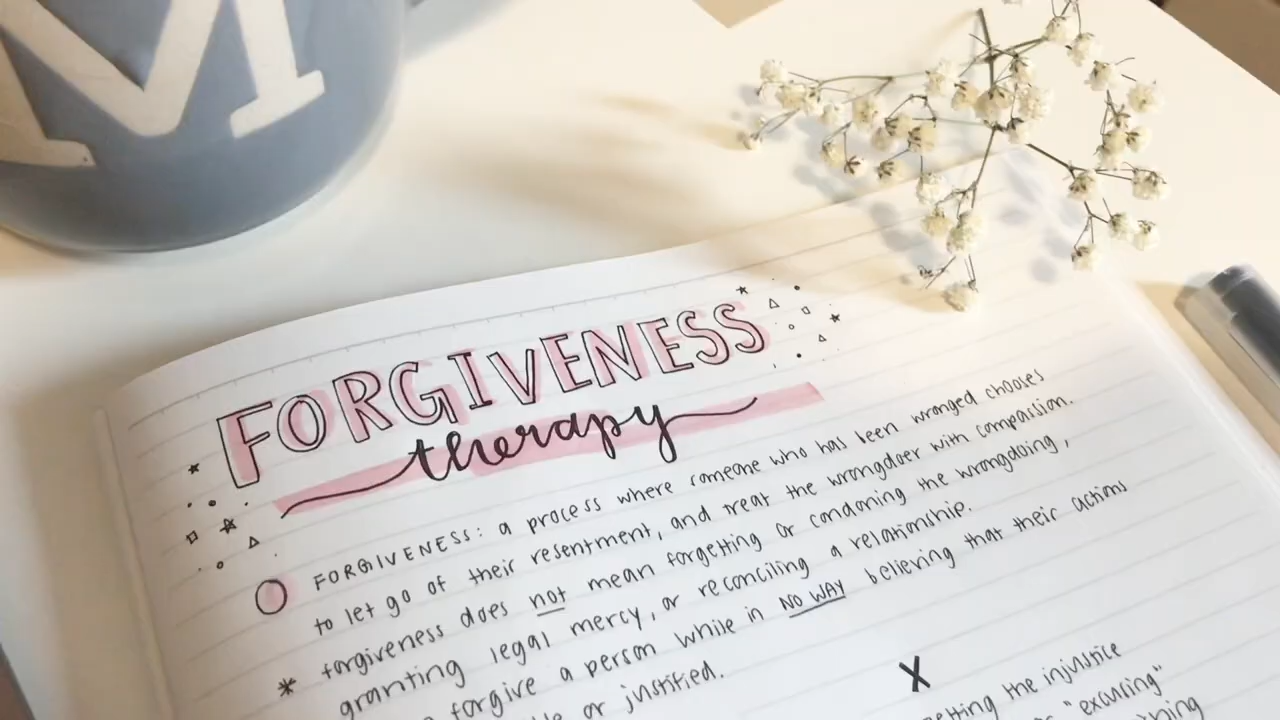 M
FORGIVENESS
therapy
FORGIVENESS: a process where someone who has been wronged chooses
to let go of their resentment, and treat the wrongdoer with compassion.
* forgiveness does not mean forgetting or condoning the wrongdoing,
granting legal mercy, or reconciling a relationship.
forgive a person while in NO WAY believing that their actions
or justified.
X
the injustice
"excusing"